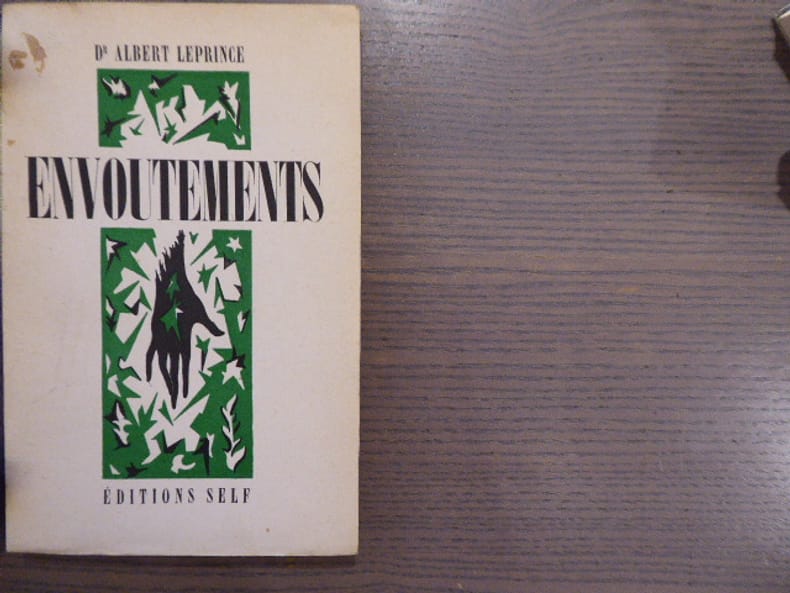 Dr ALBERT LEPRINCE
ENVOUTEMENTS
ÉDITIONS SELF